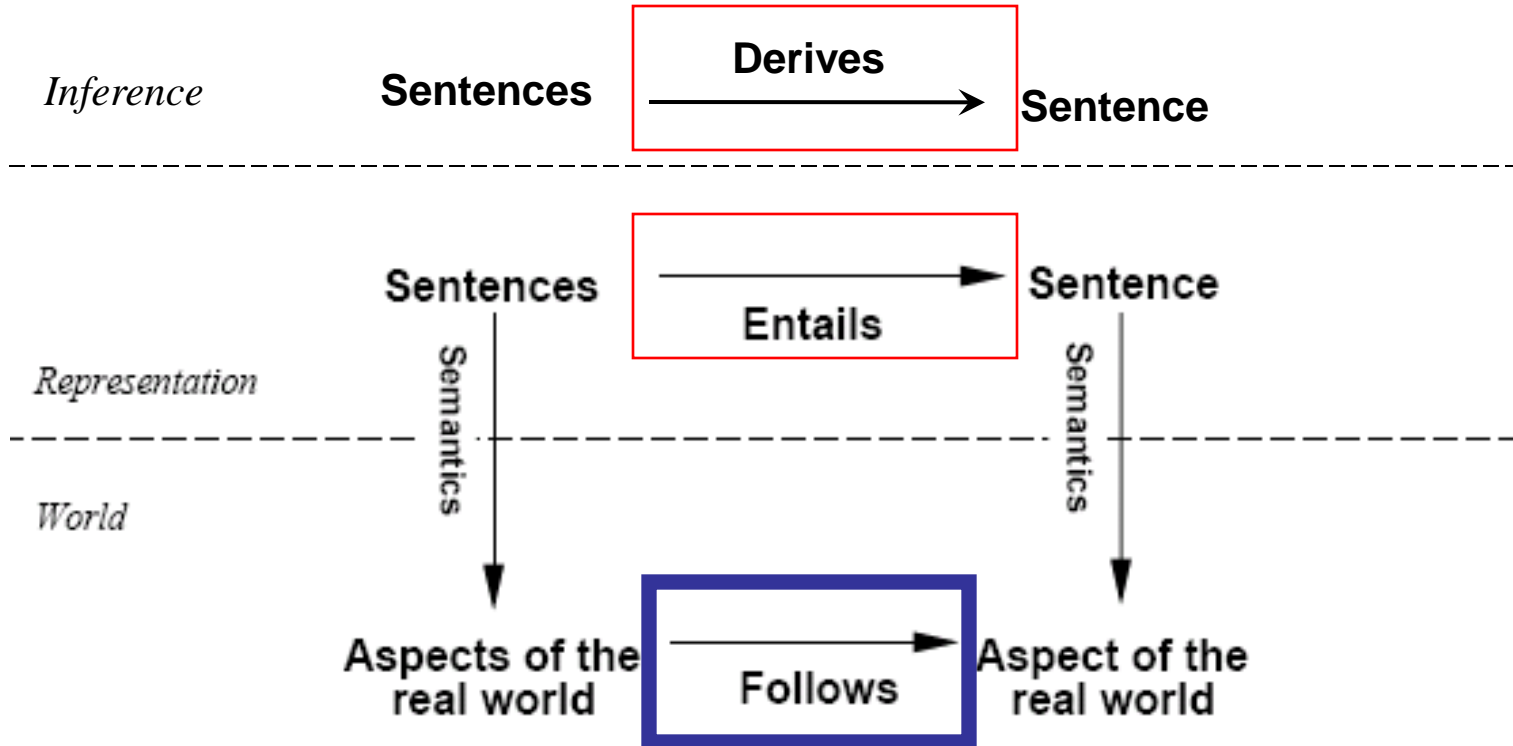 Derives
Inference Sentences Sentence
Sentences Sentence
Entails
Semantics Semantics
Representation
World
Aspects of the Aspect of the
real world Follows real world